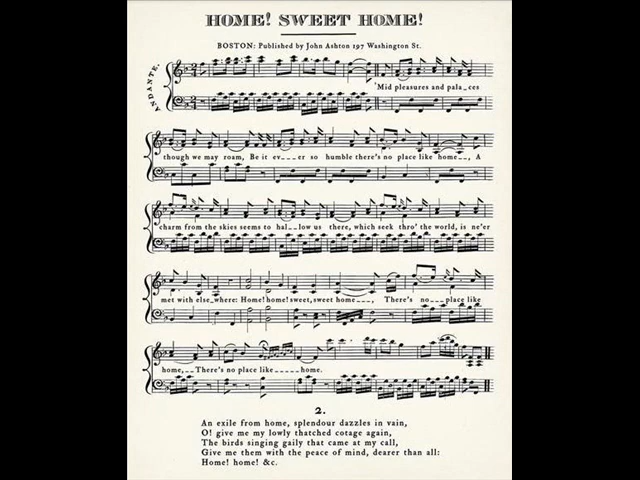 HOME! SWEET HOME!
BOSTON: Published by John Ashton 197 Washington St.
ANDANTE.
'Mid pleasures and pala_ces
though we may roam, Be it ev___er so humble there's no place like home__, A
charm from the skies seems to hal__low us there, which seek thro' the world, is ne'er
met with else_where: Home! home! sweet, sweet home___, There's no___place like
home,__There's no place like_____home.
2.
An exile from home, splendour dazzles in vain,
O! give me my lowly thatched cotage again,
The birds singing gaily that came at my call,
Give me them with the peace of mind, dearer than all:
Home! home! &c.